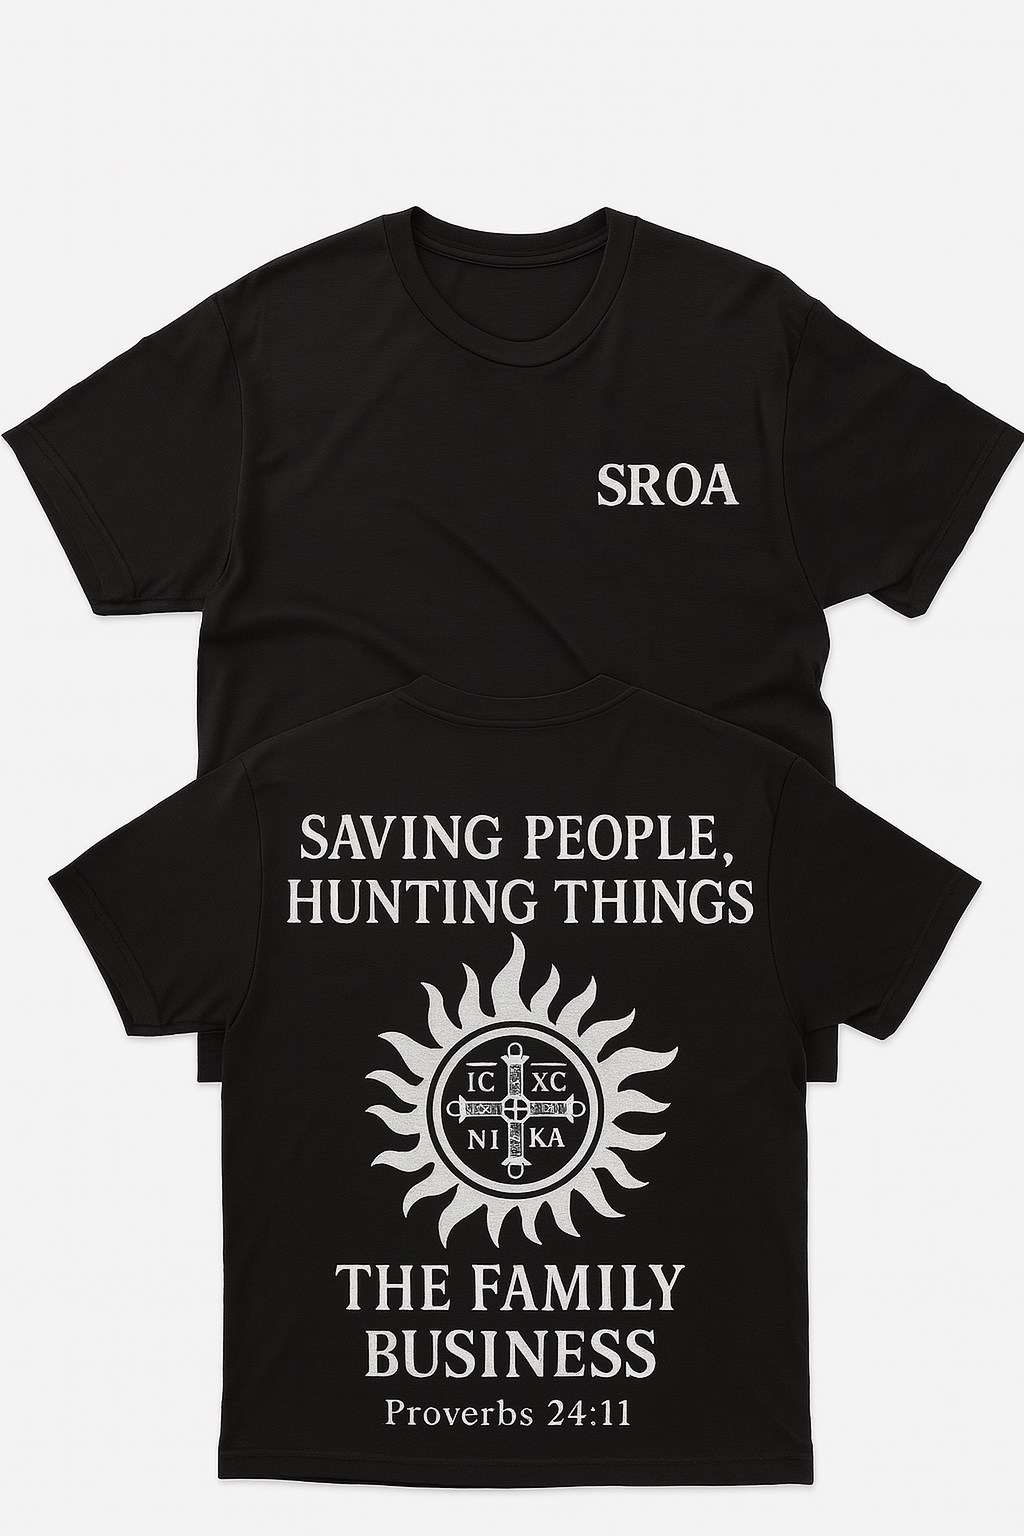 SROA
SAVING PEOPLE,
HUNTING THINGS
IC XC
NI KA
THE FAMILY
BUSINESS
Proverbs 24:11